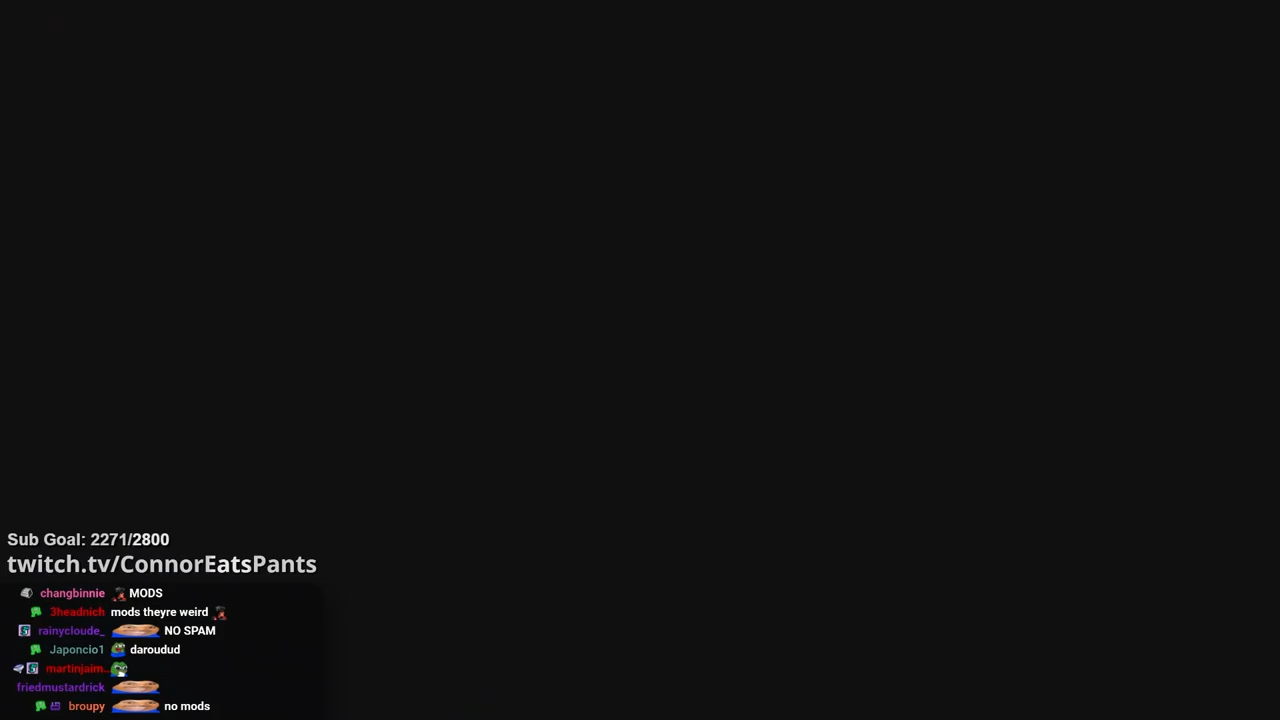 Sub Goal: 2271/2800
twitch.tv/ConnorEatsPants
changbinnie MODS
3headnich mods theyre weird
rainycloude_ NO SPAM
Japoncio1 daroudud
martinjaim..
friedmustardrick
broupy no mods